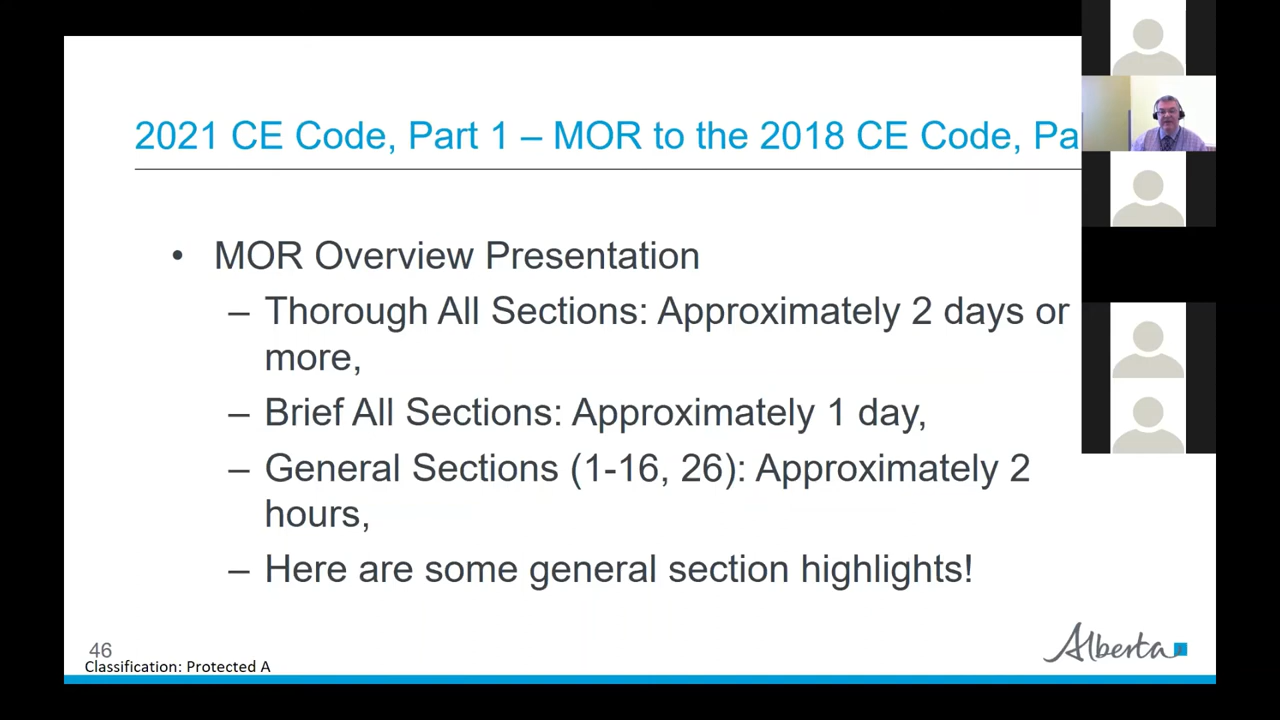 2021 CE Code, Part 1 – MOR to the 2018 CE Code, Pa
• MOR Overview Presentation
– Thorough All Sections: Approximately 2 days or
more,
– Brief All Sections: Approximately 1 day,
– General Sections (1-16, 26): Approximately 2
hours,
– Here are some general section highlights!
46
Classification: Protected A
Alberta